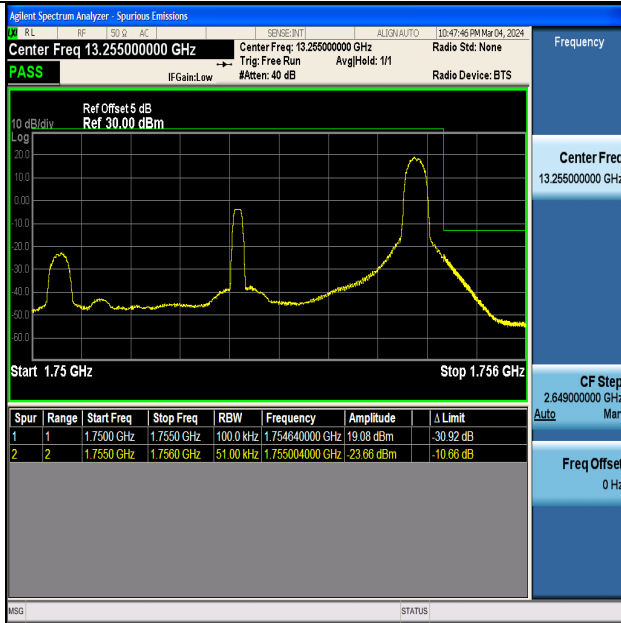 Agilent Spectrum Analyzer - Spurious Emissions
RL RF 50 Ω AC SENSE:INT ALIGN AUTO 10:47:46 PM Mar 04, 2024
Center Freq 13.255000000 GHz
Center Freq: 13.255000000 GHz
Radio Std: None
Trig: Free Run Avg|Hold: 1/1
PASS
IFGain:Low
#Atten: 40 dB
Radio Device: BTS
Ref Offset 5 dB
10 dB/div Ref 30.00 dBm
Log
20.0
10.0
0.00
-10.0
-20.0
-30.0
-40.0
-50.0
-60.0
Start 1.75 GHz Stop 1.756 GHz
Spur Range Start Freq Stop Freq RBW Frequency Amplitude Δ Limit
1 1 1.7500 GHz 1.7550 GHz 100.0 kHz 1.754640000 GHz 19.08 dBm -30.92 dB
2 2 1.7550 GHz 1.7560 GHz 51.00 kHz 1.755004000 GHz -23.66 dBm -10.66 dB
MSG STATUS
Frequency
Center Freq
13.255000000 GHz
CF Step
2.649000000 GHz
Auto Man
Freq Offset
0 Hz